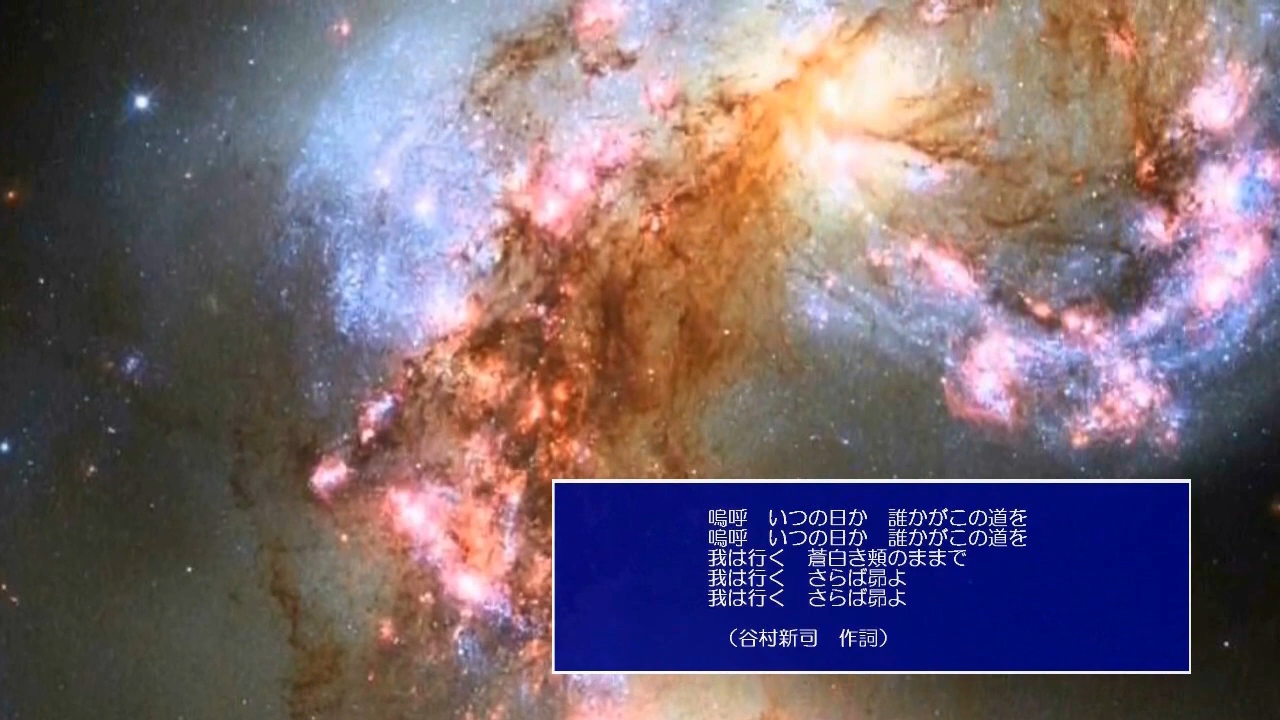 嗚呼　いつの日か　誰かがこの道を
嗚呼　いつの日か　誰かがこの道を
我は行く　蒼白き頬のままで
我は行く　さらば昴よ
我は行く　さらば昴よ
（谷村新司　作詞）